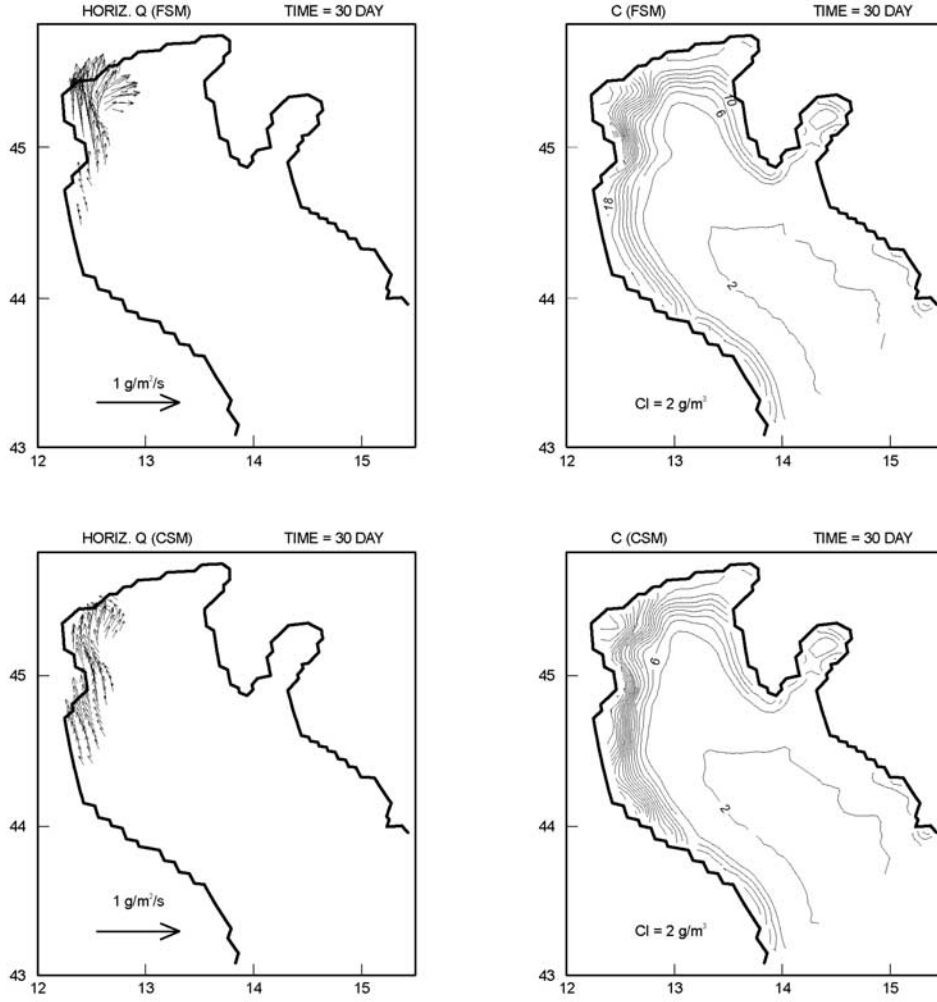 HORIZ. Q (FSM) TIME = 30 DAY
45
44
43
12 13 14 15
1 g/m²/s
C (FSM) TIME = 30 DAY
10
6
45
18
44
2
CI = 2 g/m³
43
12 13 14 15
HORIZ. Q (CSM) TIME = 30 DAY
45
44
1 g/m²/s
43
12 13 14 15
C (CSM) TIME = 30 DAY
45
6
2
44
CI = 2 g/m³
43
12 13 14 15